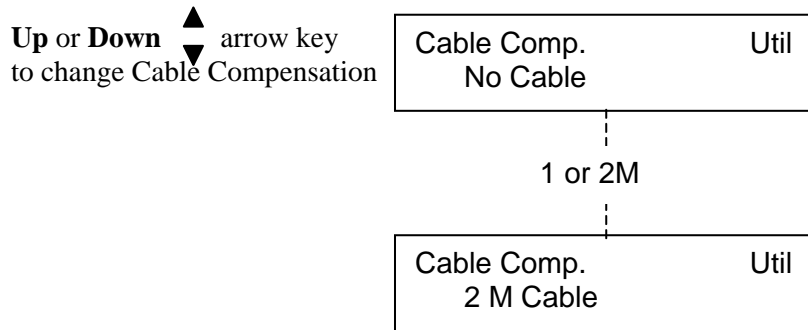 Up or Down arrow key
to change Cable Compensation
Cable Comp. Util
No Cable
1 or 2M
Cable Comp. Util
2 M Cable